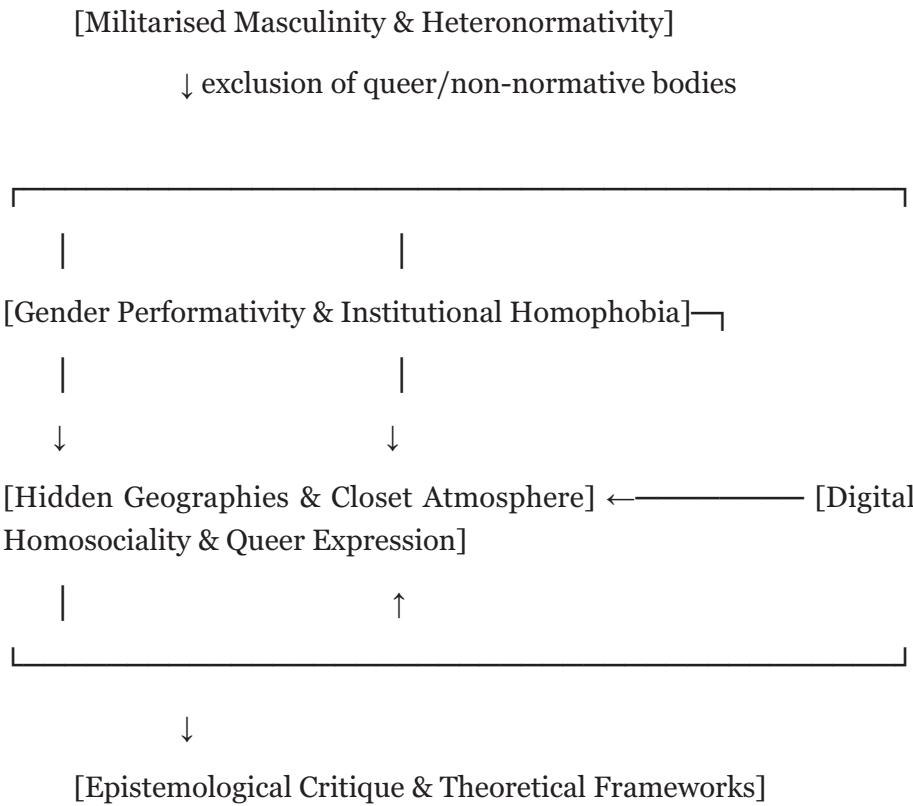 [Militarised Masculinity & Heteronormativity]
↓ exclusion of queer/non-normative bodies
[Gender Performativity & Institutional Homophobia]
↓ ↓
[Hidden Geographies & Closet Atmosphere] ← [Digital
Homosociality & Queer Expression]
↑
↓
[Epistemological Critique & Theoretical Frameworks]